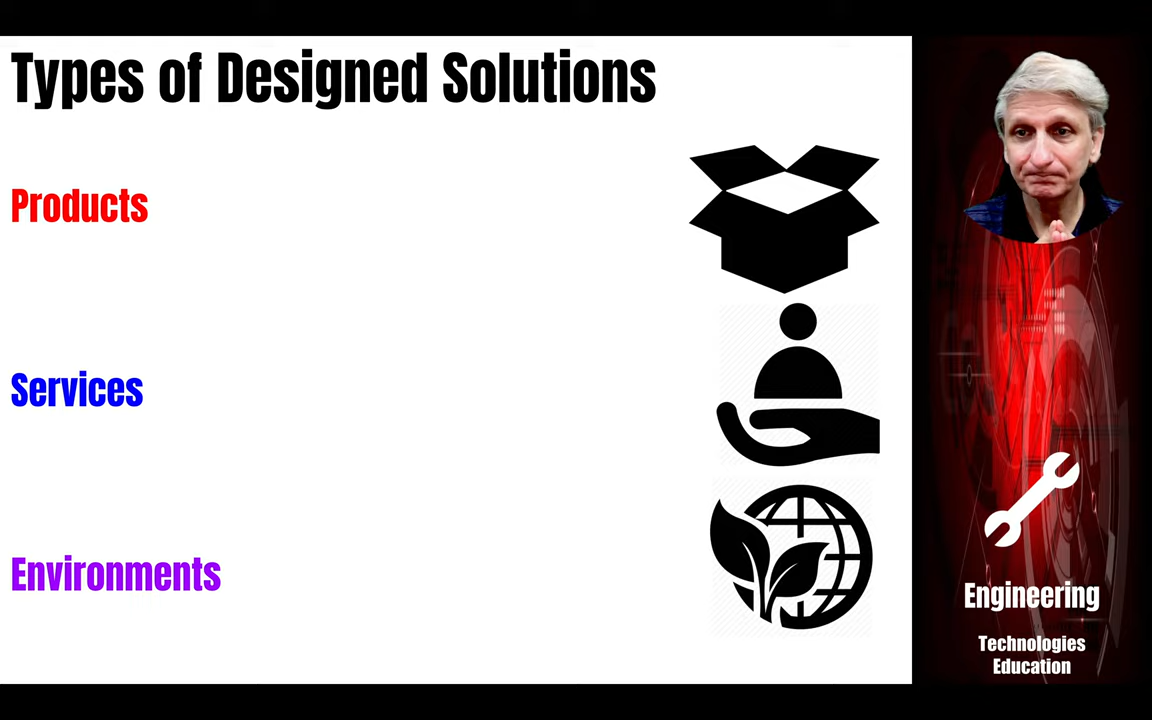 Types of Designed Solutions
Products
Services
Environments
Engineering
Technologies
Education